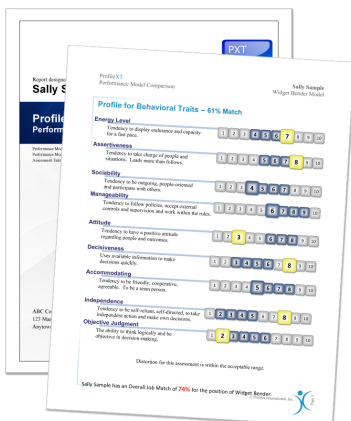 PXT
Report designe
Sally S
Profile
Perform
Performance Mod
Performance Mod
Assessment Take
ABC Co
123 Mai
Anytow
ProfileXT
Performance Model Comparison
Sally Sample
Widget Bender Model
Profile for Behavioral Traits – 61% Match
Energy Level
Tendency to display endurance and capacity
for a fast pace.
1 2 3 4 5 6 7 8 9 10
Assertiveness
Tendency to take charge of people and
situations. Leads more than follows.
1 2 3 4 5 6 7 8 9 10
Sociability
Tendency to be outgoing, people-oriented
and participate with others.
1 2 3 4 5 6 7 8 9 10
Manageability
Tendency to follow policies, accept external
controls and supervision and work within the rules.
1 2 3 4 5 6 7 8 9 10
Attitude
Tendency to have a positive attitude
regarding people and outcomes.
1 2 3 4 5 6 7 8 9 10
Decisiveness
Uses available information to make
decisions quickly.
1 2 3 4 5 6 7 8 9 10
Accommodating
Tendency to be friendly, cooperative,
agreeable. To be a team person.
1 2 3 4 5 6 7 8 9 10
Independence
Tendency to be self-reliant, self-directed, to take
independent action and make own decisions.
1 2 3 4 5 6 7 8 9 10
Objective Judgment
The ability to think logically and be
objective in decision-making.
1 2 3 4 5 6 7 8 9 10
Distortion for this assessment is within the acceptable range.
Sally Sample has an Overall Job Match of 74% for the position of Widget Bender.
© Profiles International, Inc.